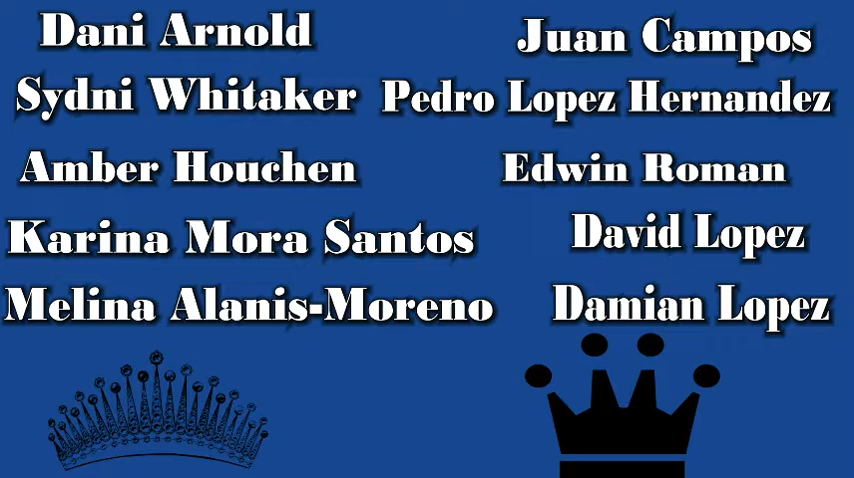 Dani Arnold
Sydni Whitaker
Amber Houchen
Karina Mora Santos
Melina Alanis-Moreno
Juan Campos
Pedro Lopez Hernandez
Edwin Roman
David Lopez
Damian Lopez